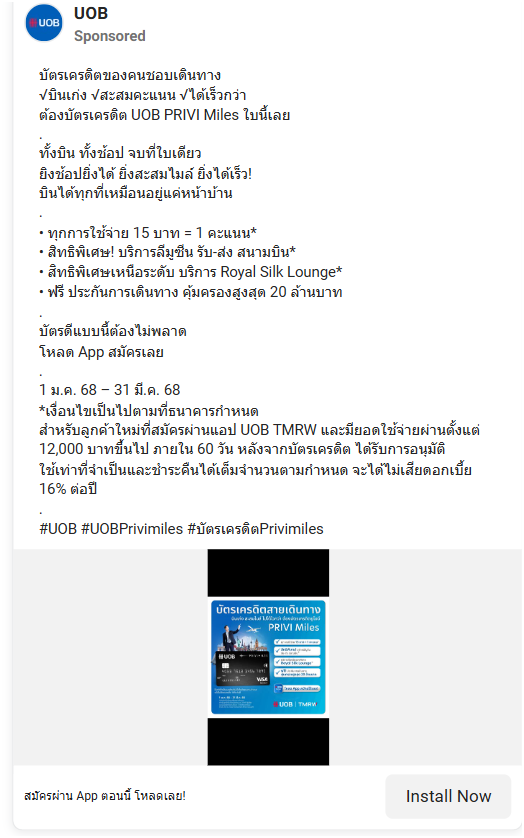 UOB
Sponsored
บัตรเครดิตของคนชอบเดินทาง
√บินเก่ง √สะสมคะแนน √ได้เร็วกว่า
ต้องบัตรเครดิต UOB PRIVI Miles ใบนี้เลย
.
ทั้งบิน ทั้งช้อป จบที่ใบเดียว
ยิ่งช้อปยิ่งได้ ยิ่งสะสมไมล์ ยิ่งได้เร็ว!
บินได้ทุกที่เหมือนอยู่แค่หน้าบ้าน
.
• ทุกการใช้จ่าย 15 บาท = 1 คะแนน*
• สิทธิพิเศษ! บริการลีมูซีน รับ-ส่ง สนามบิน*
• สิทธิพิเศษเหนือระดับ บริการ Royal Silk Lounge*
• ฟรี ประกันการเดินทาง คุ้มครองสูงสุด 20 ล้านบาท
.
บัตรดีแบบนี้ต้องไม่พลาด
โหลด App สมัครเลย
.
1 ม.ค. 68 – 31 มี.ค. 68
*เงื่อนไขเป็นไปตามที่ธนาคารกำหนด
สำหรับลูกค้าใหม่ที่สมัครผ่านแอป UOB TMRW และมียอดใช้จ่ายผ่านตั้งแต่
12,000 บาทขึ้นไป ภายใน 60 วัน หลังจากบัตรเครดิต ได้รับการอนุมัติ
ใช้เท่าที่จำเป็นและชำระคืนได้เต็มจำนวนตามกำหนด จะได้ไม่เสียดอกเบี้ย
16% ต่อปี
.
#UOB #UOBPrivimiles #บัตรเครดิตPrivimiles
บัตรเครดิตสายเดินทาง
PRIVI Miles
Royal Silk Lounge
UOB
VISA
UOB | TMRW
สมัครผ่าน App ตอนนี้ โหลดเลย!
Install Now